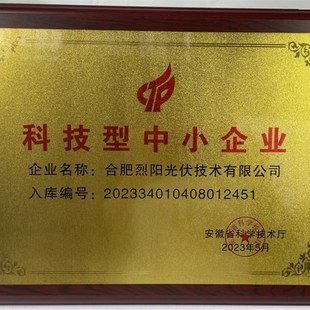 科技型中小企业
企业名称：合肥烈阳光伏技术有限公司
入库编号：202334010408012451
安徽省科学技术厅
2023年5月